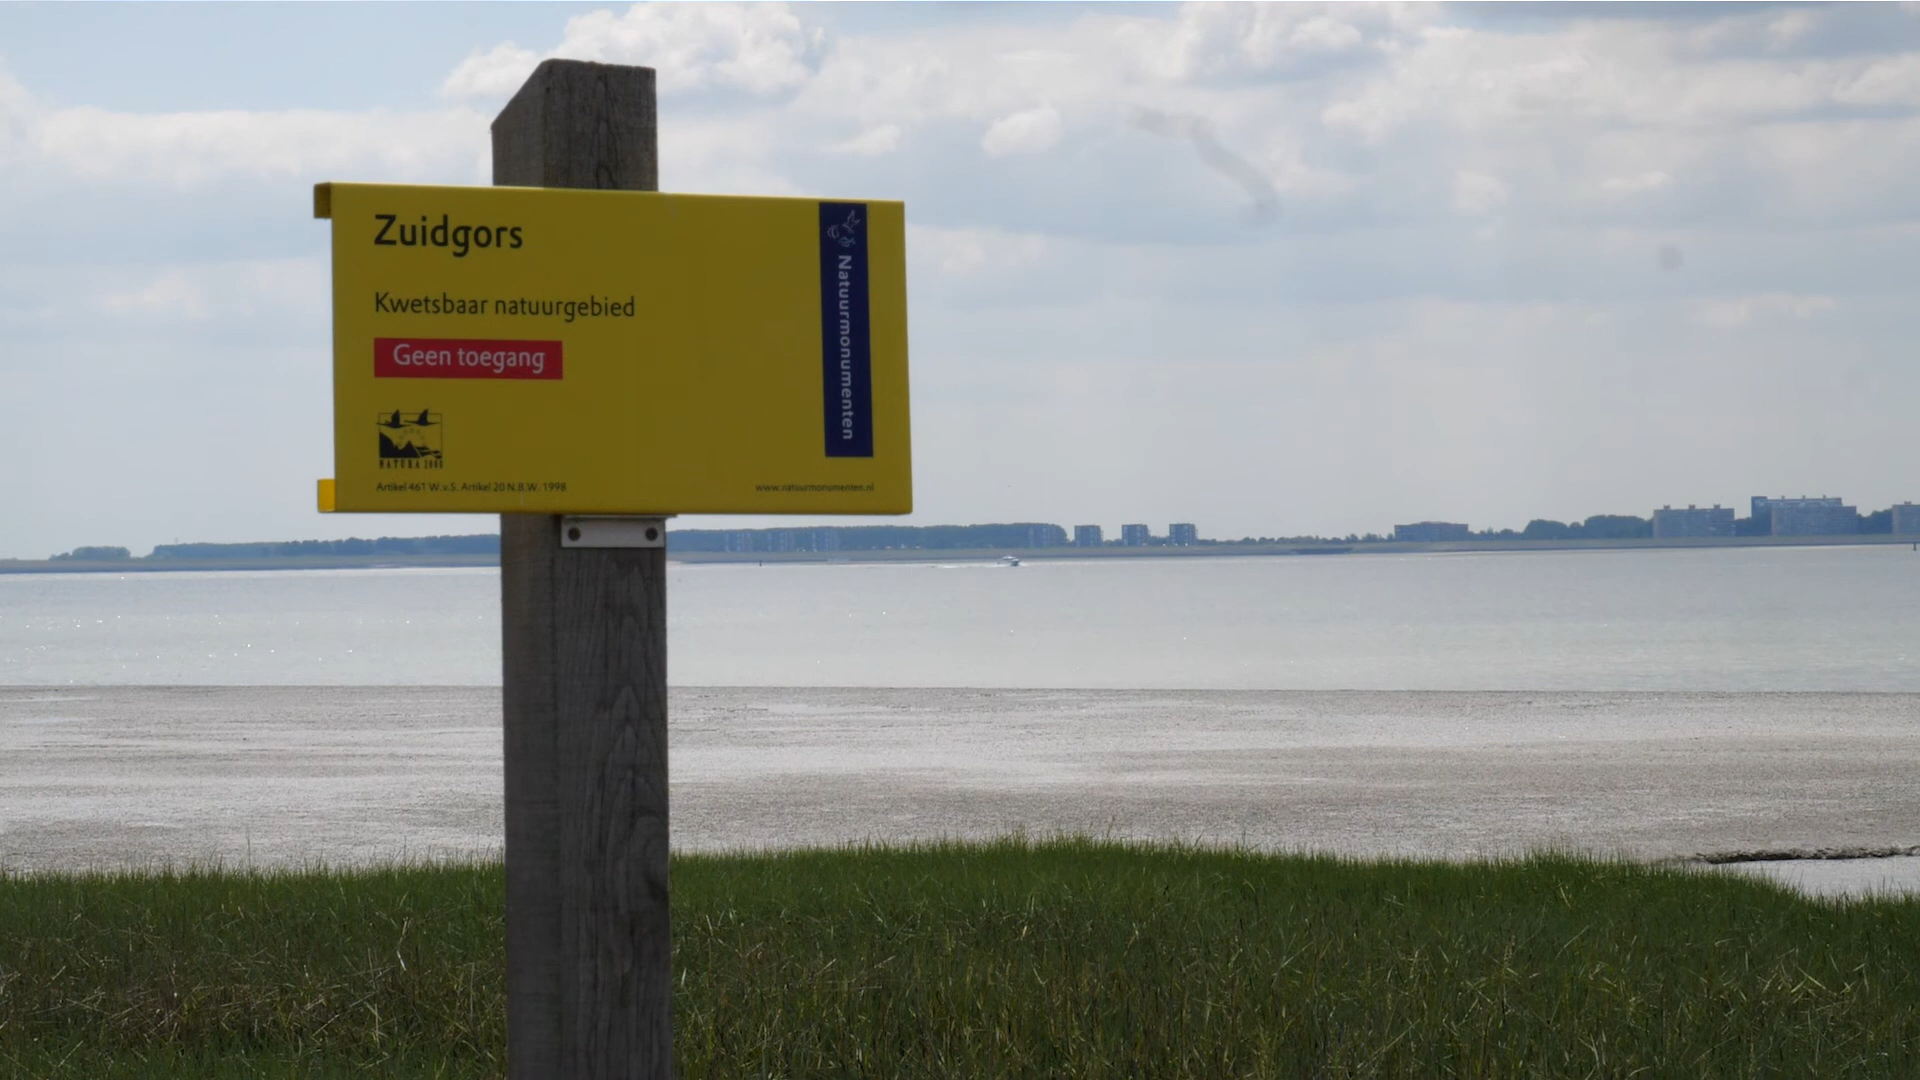 Zuidgors
Kwetsbaar natuurgebied
Geen toegang
NATURA 2000
Artikel 461 W.v.S. Artikel 20 N.B.W. 1998
www.natuurmonumenten.nl
Natuurmonumenten